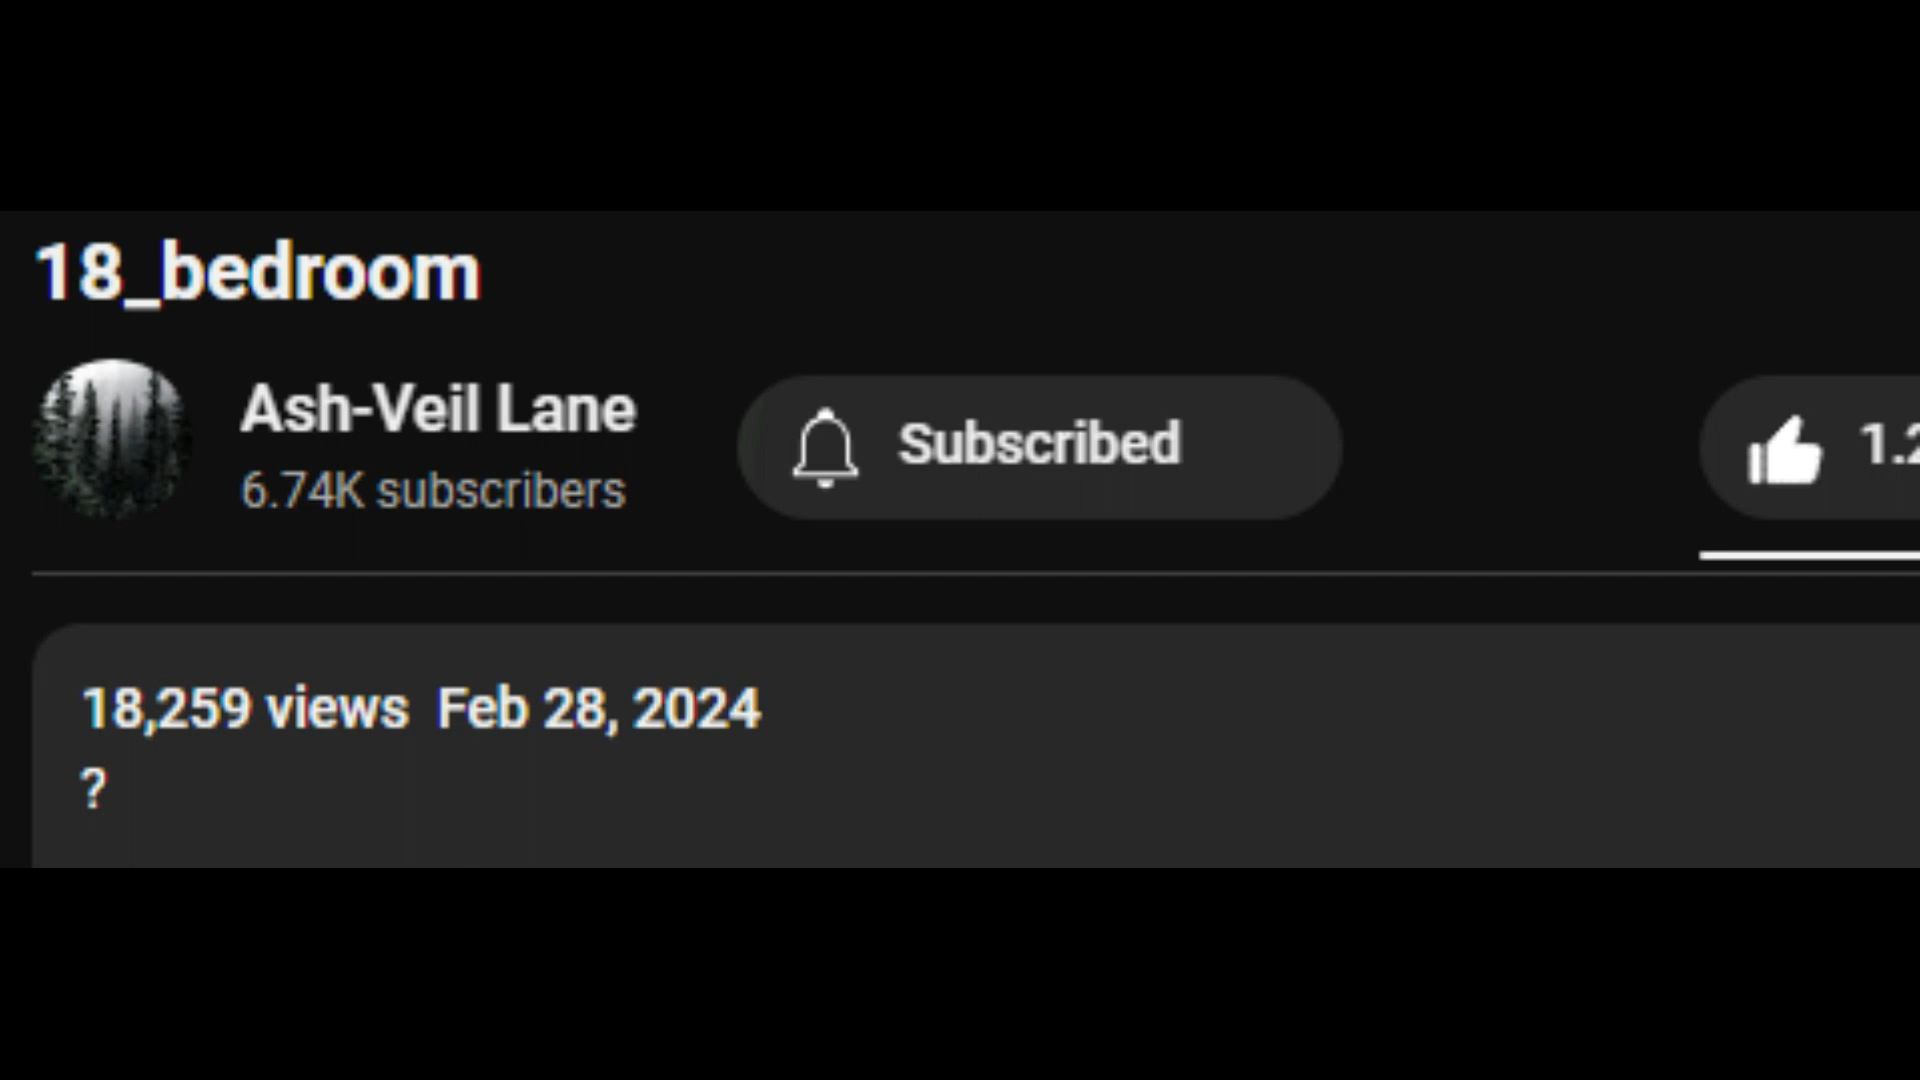 18_bedroom
Ash-Veil Lane
6.74K subscribers
Subscribed
18,259 views Feb 28, 2024
?